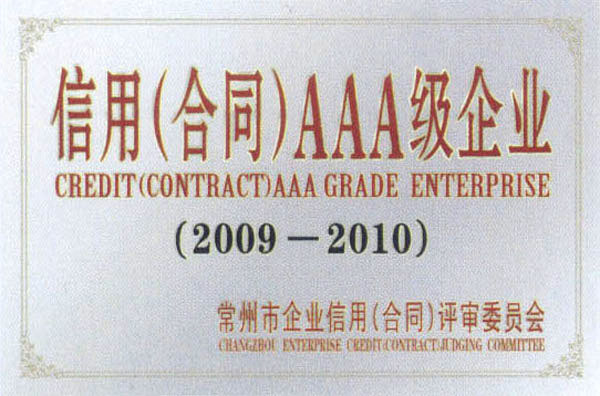 信用(合同)AAA级企业
CREDIT(CONTRACT)AAA GRADE ENTERPRISE
(2009—2010)
常州市企业信用(合同)评审委员会
CHANGZHOU ENTERPRISE CREDIT(CONTRACT)JUDGING COMMITTEE